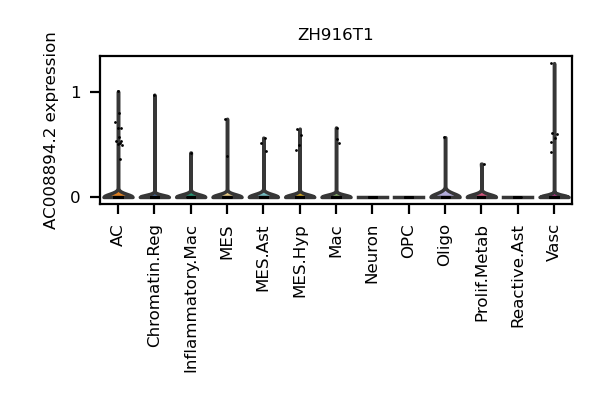 ZH916T1
AC008894.2 expression
1
0
AC
Chromatin.Reg
Inflammatory.Mac
MES
MES.Ast
MES.Hyp
Mac
Neuron
OPC
Oligo
Prolif.Metab
Reactive.Ast
Vasc